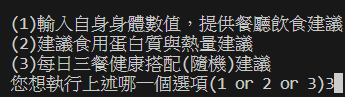 (1)輸入自身身體數值，提供餐廳飲食建議
(2)建議食用蛋白質與熱量建議
(3)每日三餐健康搭配(隨機)建議
您想執行上述哪一個選項(1 or 2 or 3)3